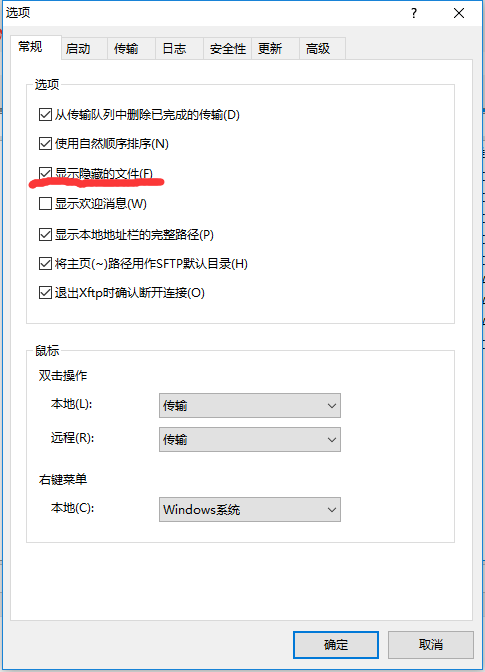 选项
?
常规 启动 传输 日志 安全性 更新 高级
选项
从传输队列中删除已完成的传输(D)
使用自然顺序排序(N)
显示隐藏的文件(F)
显示欢迎消息(W)
显示本地地址栏的完整路径(P)
将主页(~)路径用作SFTP默认目录(H)
退出Xftp时确认断开连接(O)
鼠标
双击操作
本地(L): 传输
远程(R): 传输
右键菜单
本地(C): Windows系统
确定 取消